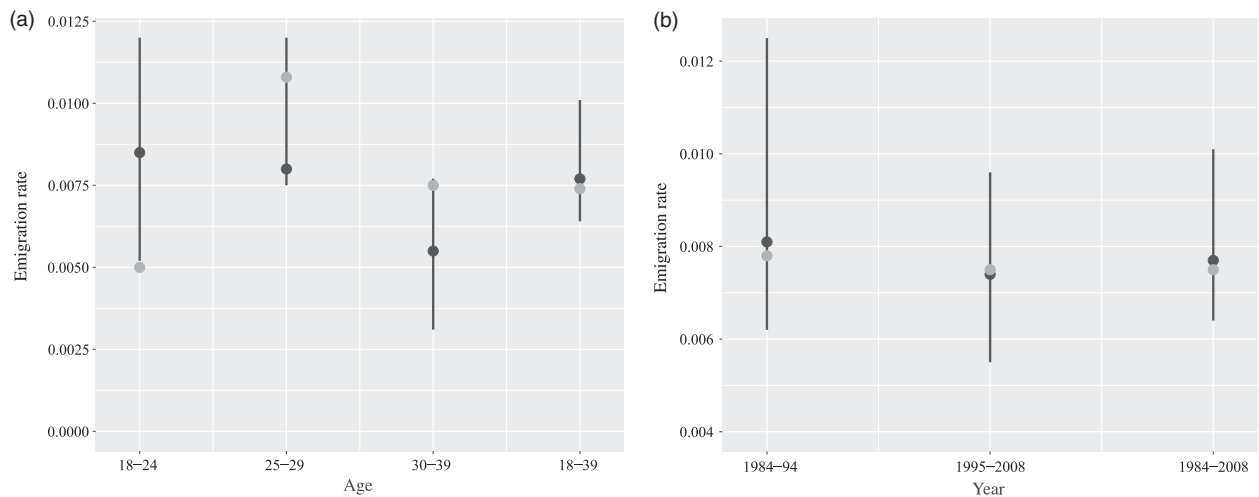 (a)
0.0125
0.0100
0.0075
0.0050
0.0025
0.0000
Emigration rate
18–24 25–29 30–39 18–39
Age
(b)
0.012
0.010
0.008
0.006
0.004
Emigration rate
1984–94 1995–2008 1984–2008
Year